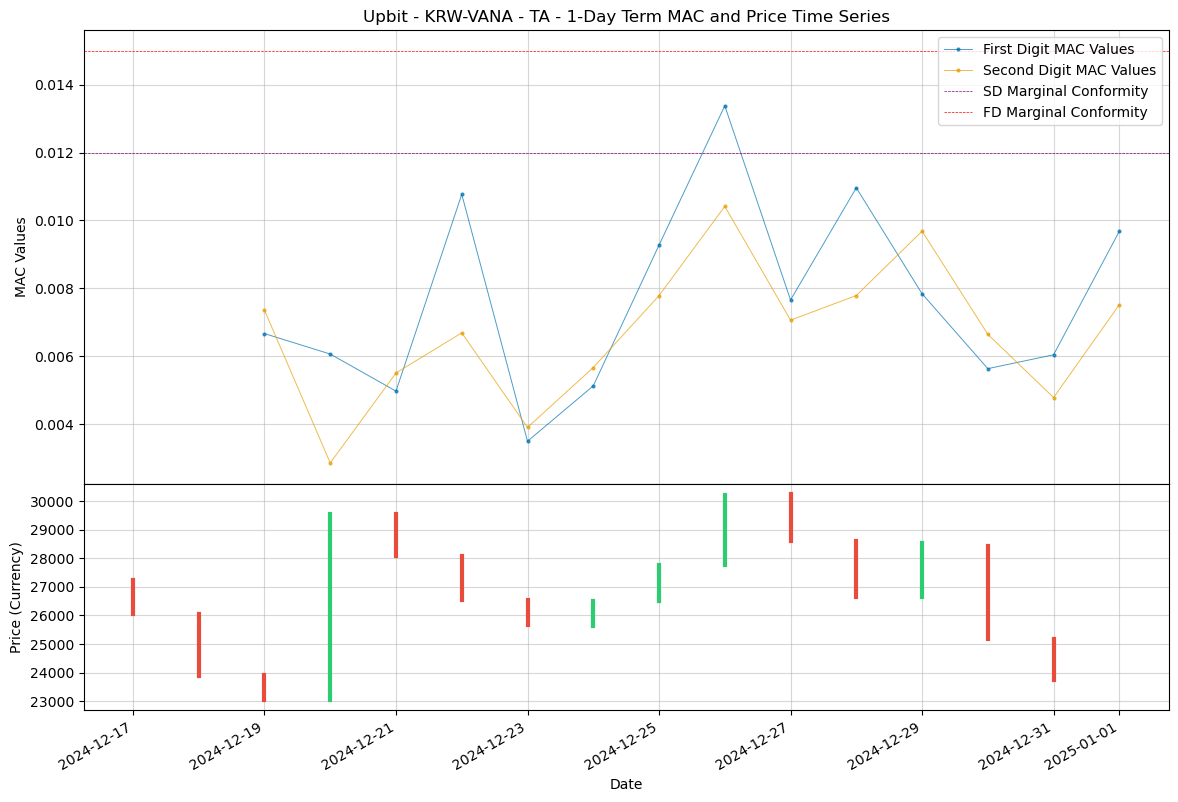 Upbit - KRW-VANA - TA - 1-Day Term MAC and Price Time Series
First Digit MAC Values
Second Digit MAC Values
SD Marginal Conformity
FD Marginal Conformity
MAC Values
0.014
0.012
0.010
0.008
0.006
0.004
Price (Currency)
30000
29000
28000
27000
26000
25000
24000
23000
2024-12-17
2024-12-19
2024-12-21
2024-12-23
2024-12-25
2024-12-27
2024-12-29
2024-12-31
2025-01-01
Date